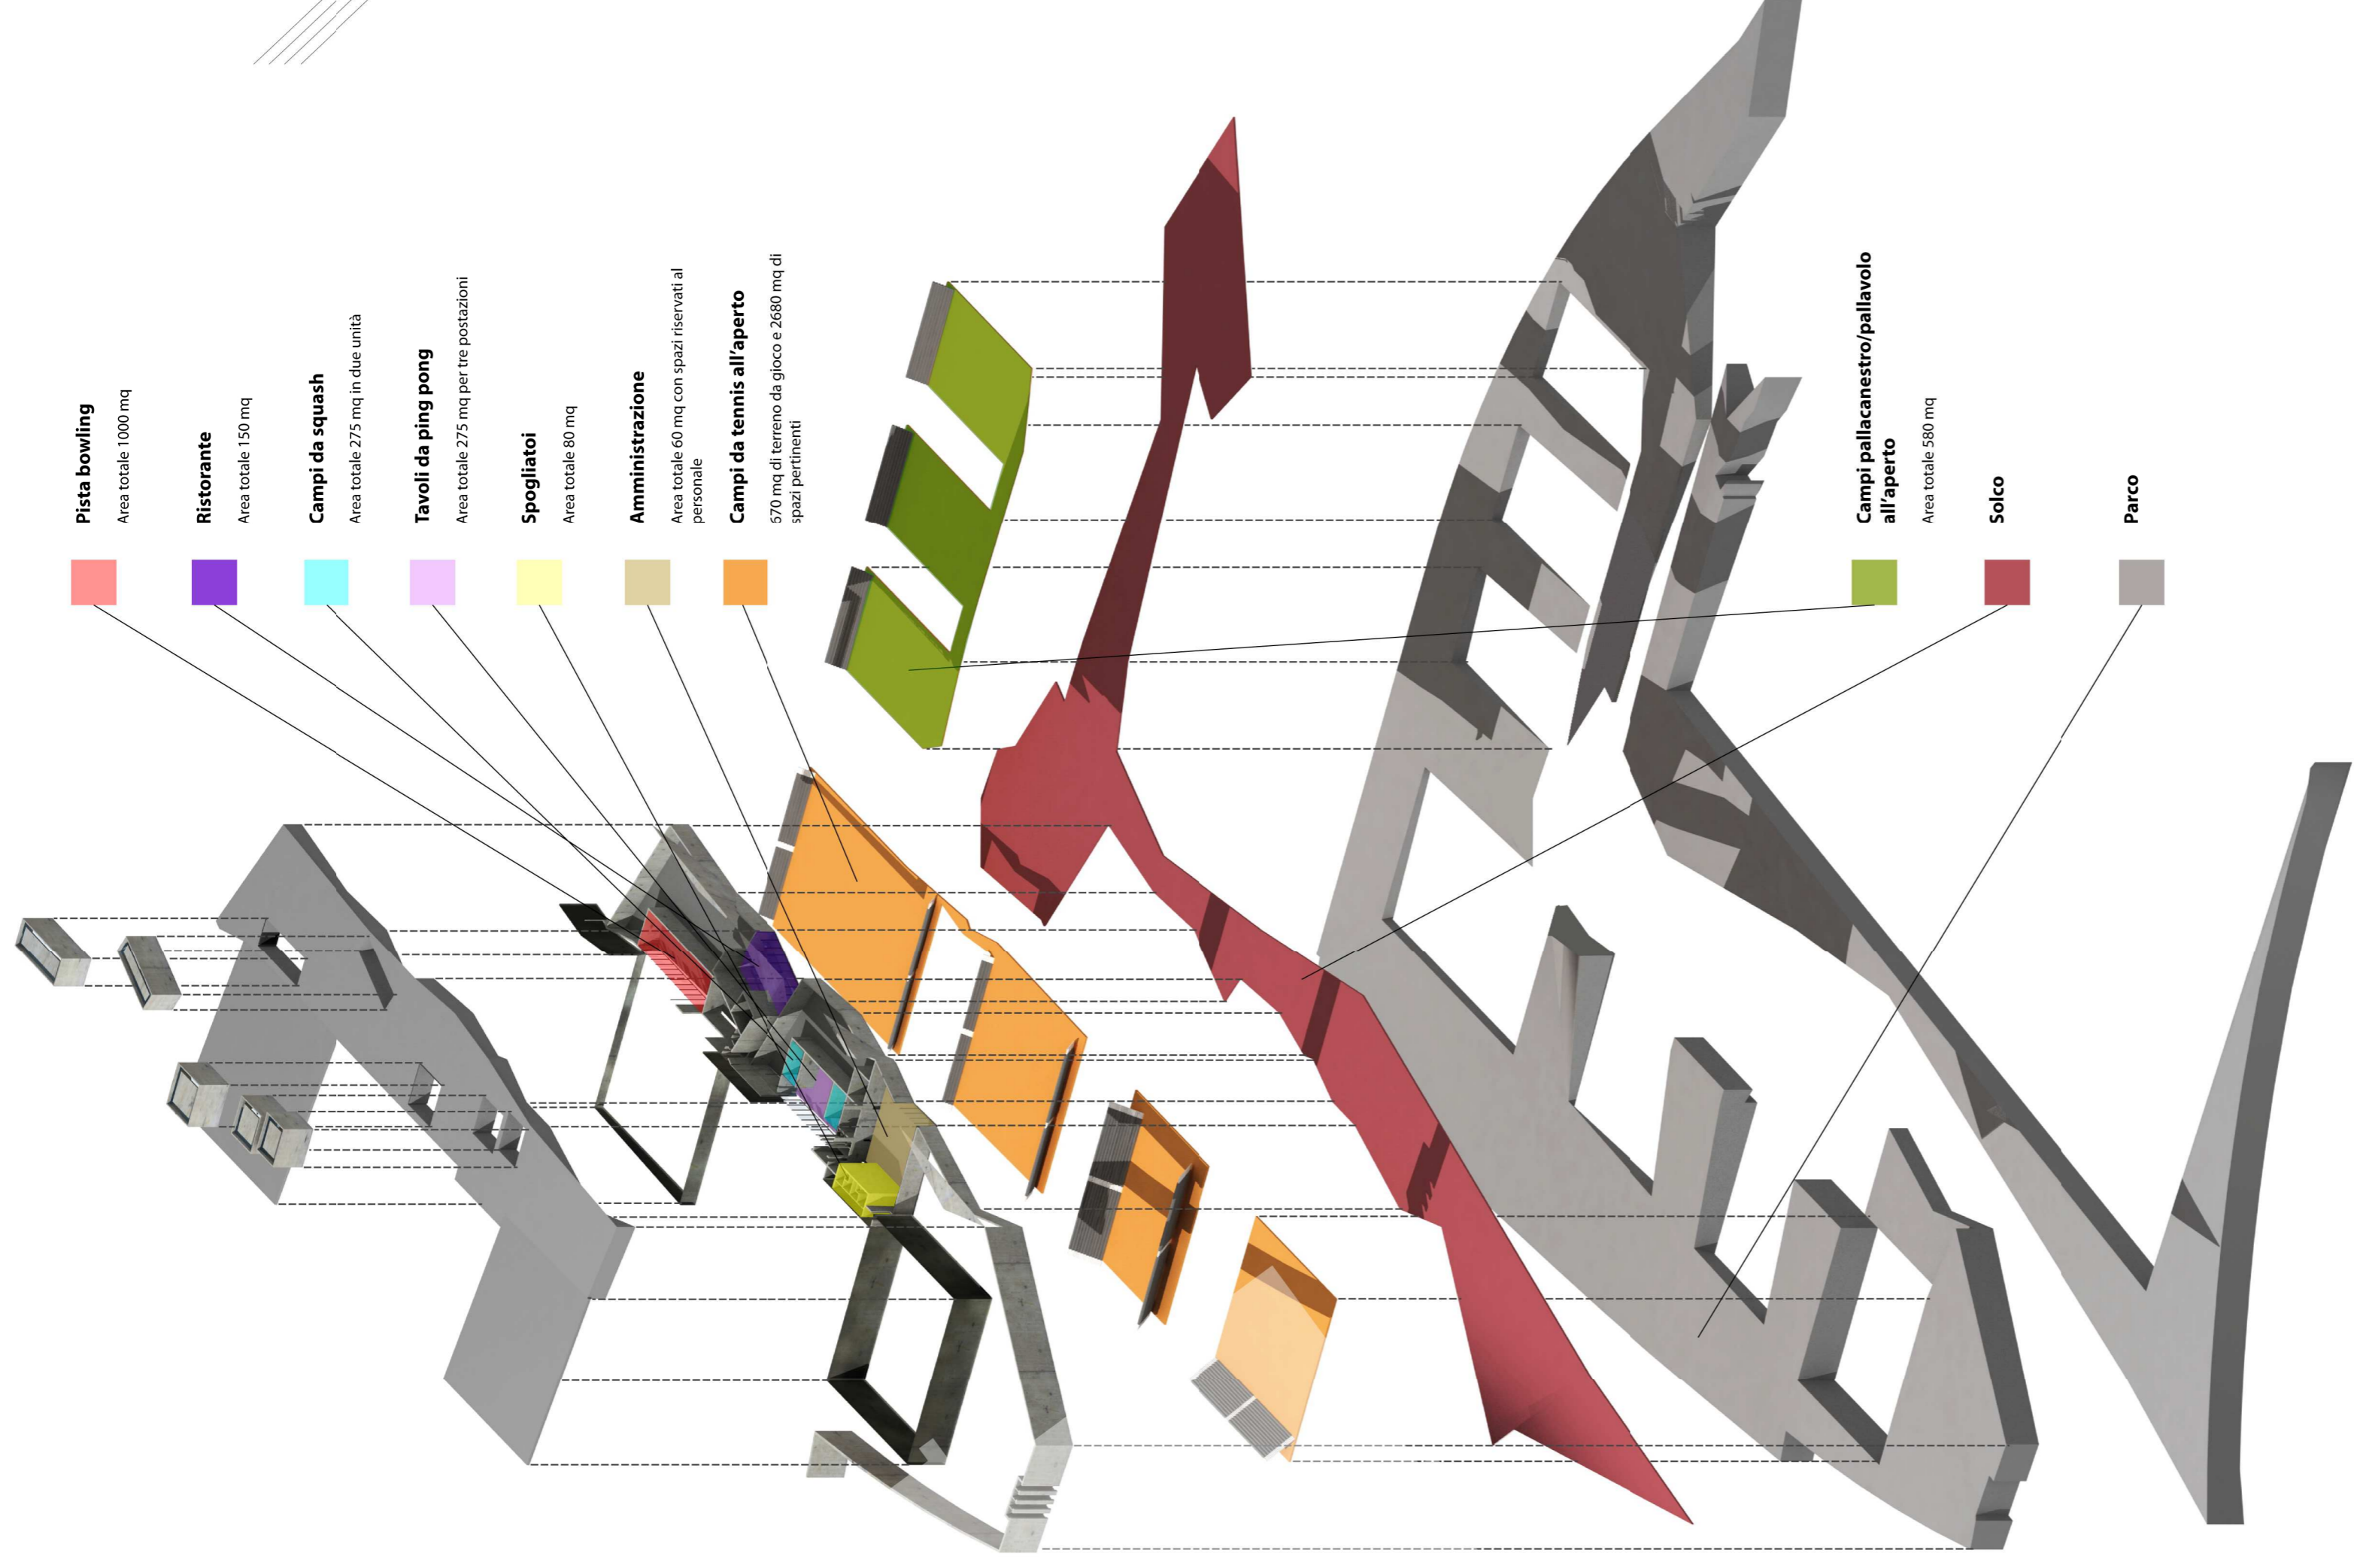 Pista bowling
Area totale 1000 mq
Ristorante
Area totale 150 mq
Campi da squash
Area totale 275 mq in due unità
Tavoli da ping pong
Area totale 275 mq per tre postazioni
Spogliatoi
Area totale 80 mq
Amministrazione
Area totale 60 mq con spazi riservati al
personale
Campi da tennis all’aperto
670 mq di terreno da gioco e 2680 mq di
spazi pertinenti
Campi pallacanestro/pallavolo
all’aperto
Area totale 580 mq
Solco
Parco